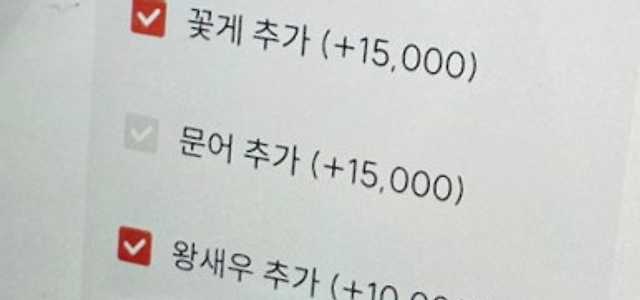 꽃게 추가 (+15,000)
문어 추가 (+15,000)
왕새우 추가